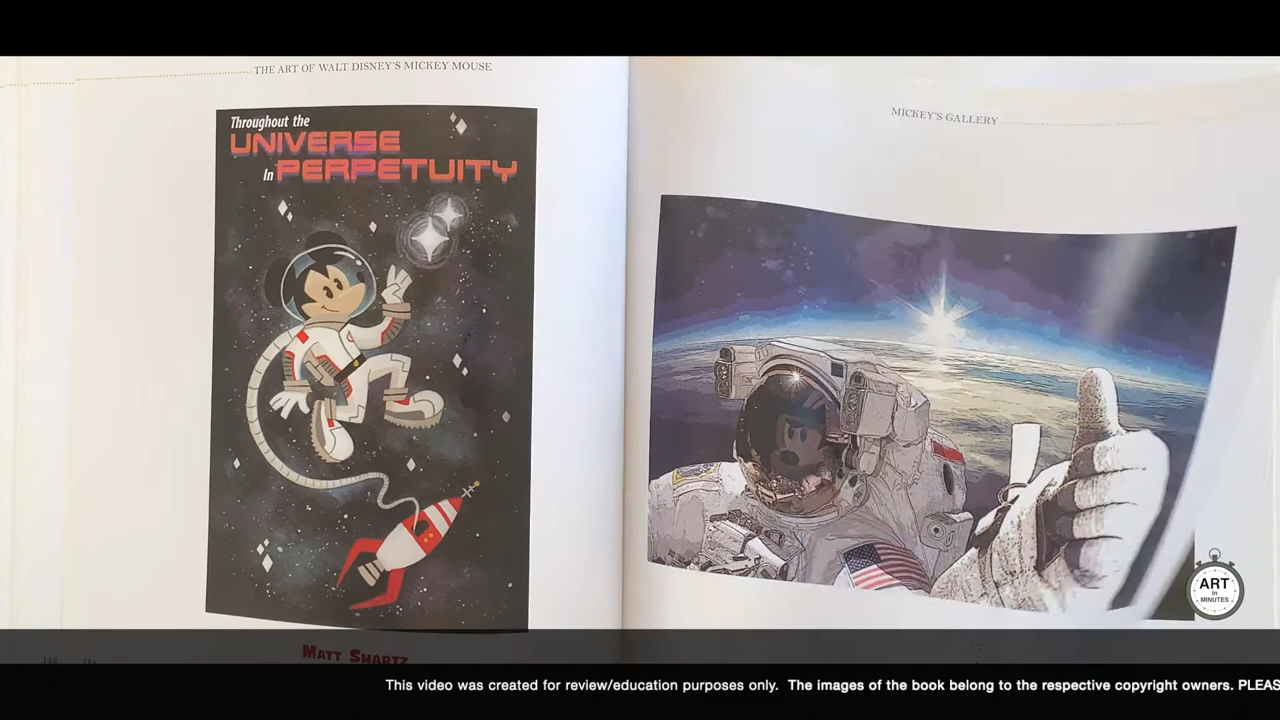 THE ART OF WALT DISNEY'S MICKEY MOUSE
Throughout the
UNIVERSE
In PERPETUITY
MATT SHARTZ
MICKEY'S GALLERY
ART
in
MINUTES
This video was created for review/education purposes only. The images of the book belong to the respective copyright owners. PLEAS